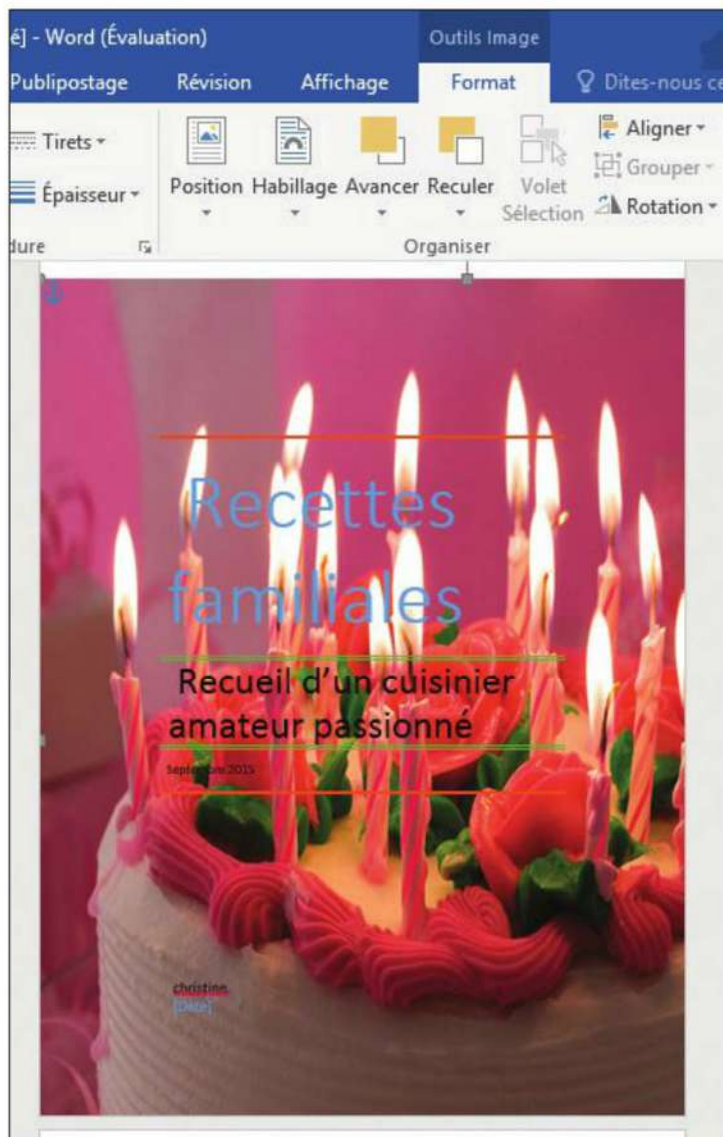 é] - Word (Évaluation)
Outils Image
Publipostage
Révision
Affichage
Format
Dites-nous ce
Tirets
Épaisseur
Position
Habillage
Avancer
Reculer
Volet
Sélection
Aligner
Grouper
Rotation
dure
Organiser
Recettes
familiales
Recueil d'un cuisinier
amateur passionné
Septembre 2015
christine
[Date]